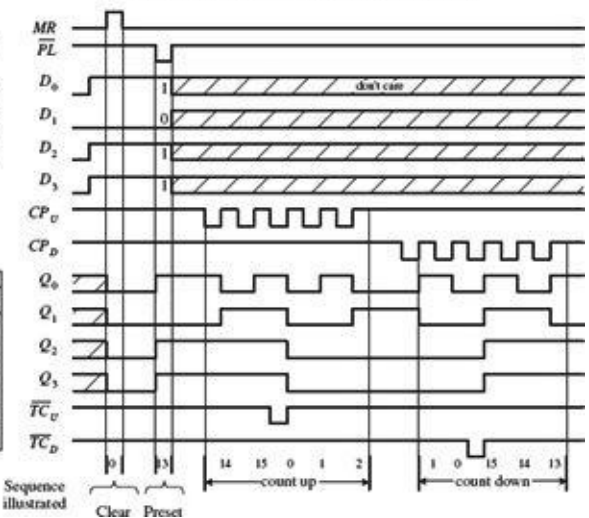 MR
PL
D0 1 don't care
D1 0
D2 1
D3 1
CPU
CPD
Q0
Q1
Q2
Q3
TCU
TCD
0 13 14 15 0 1 2 1 0 15 14 13
Sequence illustrated
count up count down
Clear Preset